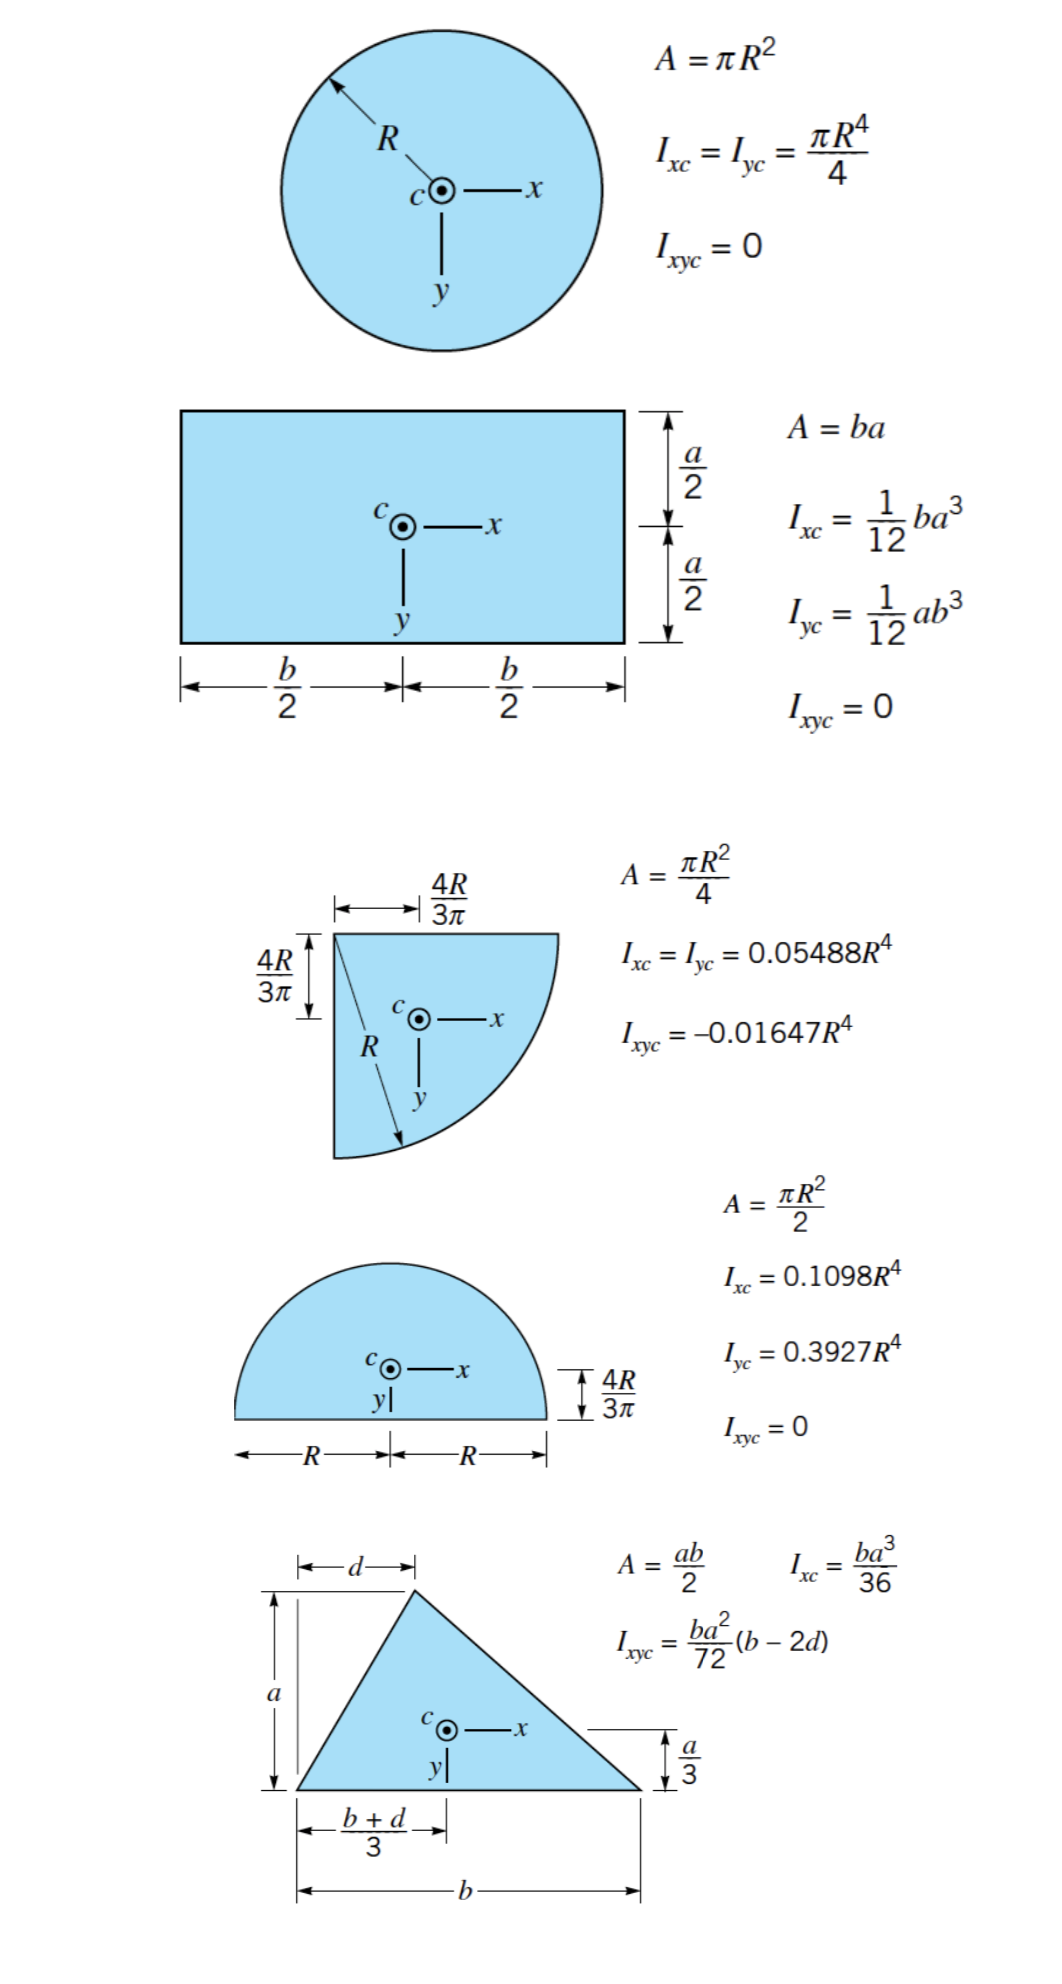 A = πR²
R
I_xc = I_yc = πR⁴/4
c
x
I_xyc = 0
y
A = ba
a/2
c
x
I_xc = 1/12 ba³
a/2
y
I_yc = 1/12 ab³
b/2
b/2
I_xyc = 0
A = πR²/4
4R/3π
4R/3π
I_xc = I_yc = 0.05488R⁴
c
x
R
I_xyc = –0.01647R⁴
y
A = πR²/2
I_xc = 0.1098R⁴
I_yc = 0.3927R⁴
c
x
4R/3π
y
I_xyc = 0
R
R
d
A = ab/2
I_xc = ba³/36
I_xyc = ba²/72 (b – 2d)
a
c
x
a/3
y
b + d/3
b